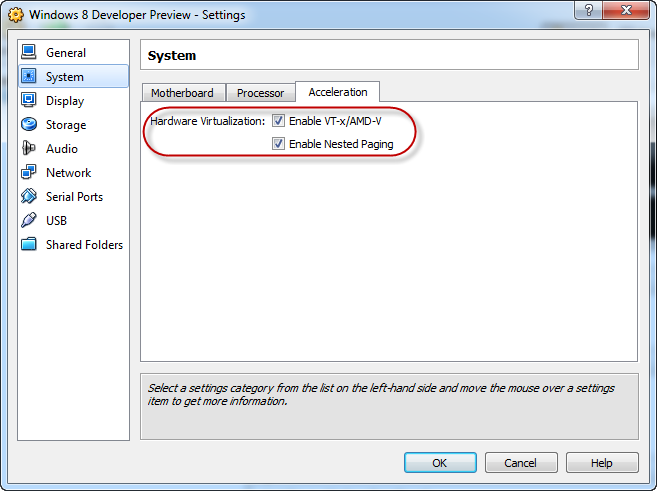 Windows 8 Developer Preview - Settings
?
General
System
Display
Storage
Audio
Network
Serial Ports
USB
Shared Folders
System
Motherboard Processor Acceleration
Hardware Virtualization: Enable VT-x/AMD-V
Enable Nested Paging
Select a settings category from the list on the left-hand side and move the mouse over a settings
item to get more information.
OK Cancel Help